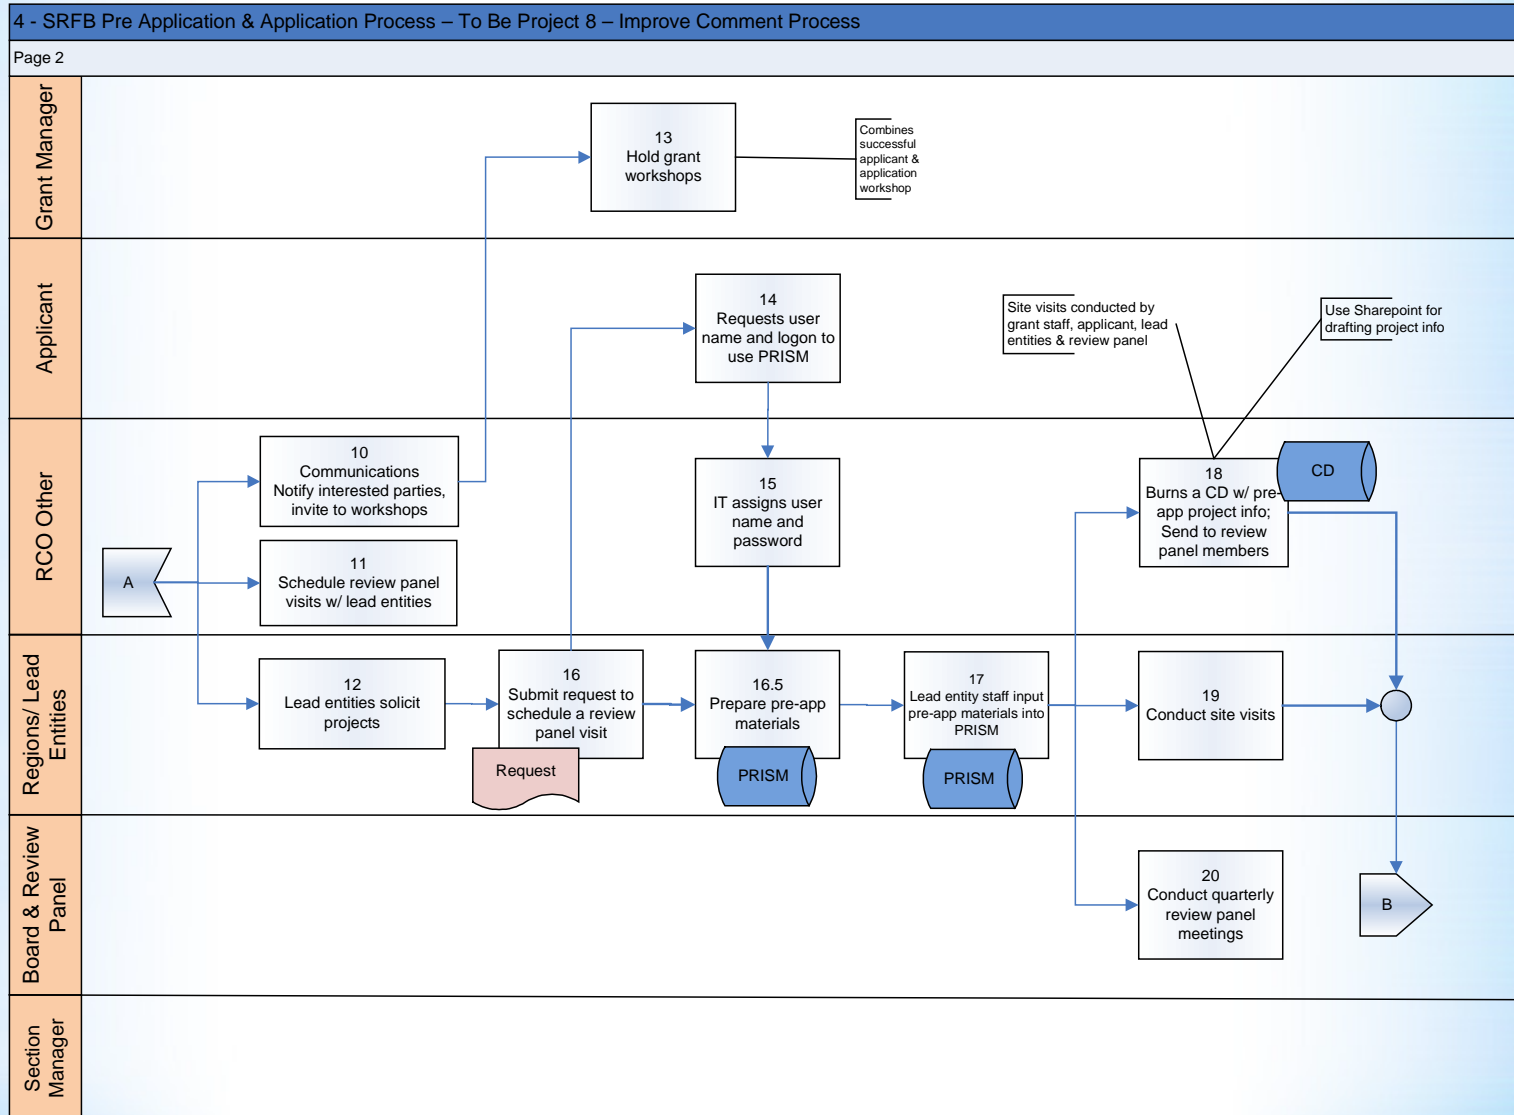 4 - SRFB Pre Application & Application Process – To Be Project 8 – Improve Comment Process
Page 2
Grant Manager
13
Hold grant
workshops
Combines
successful
applicant &
application
workshop
Applicant
14
Requests user
name and logon to
use PRISM
Site visits conducted by
grant staff, applicant, lead
entities & review panel
Use Sharepoint for
drafting project info
RCO Other
A
10
Communications
Notify interested parties,
invite to workshops
11
Schedule review panel
visits w/ lead entities
15
IT assigns user
name and
password
18
Burns a CD w/ pre-
app project info;
Send to review
panel members
CD
Regions/ Lead
Entities
12
Lead entities solicit
projects
16
Submit request to
schedule a review
panel visit
Request
16.5
Prepare pre-app
materials
PRISM
17
Lead entity staff input
pre-app materials into
PRISM
PRISM
19
Conduct site visits
Board & Review
Panel
20
Conduct quarterly
review panel
meetings
B
Section
Manager